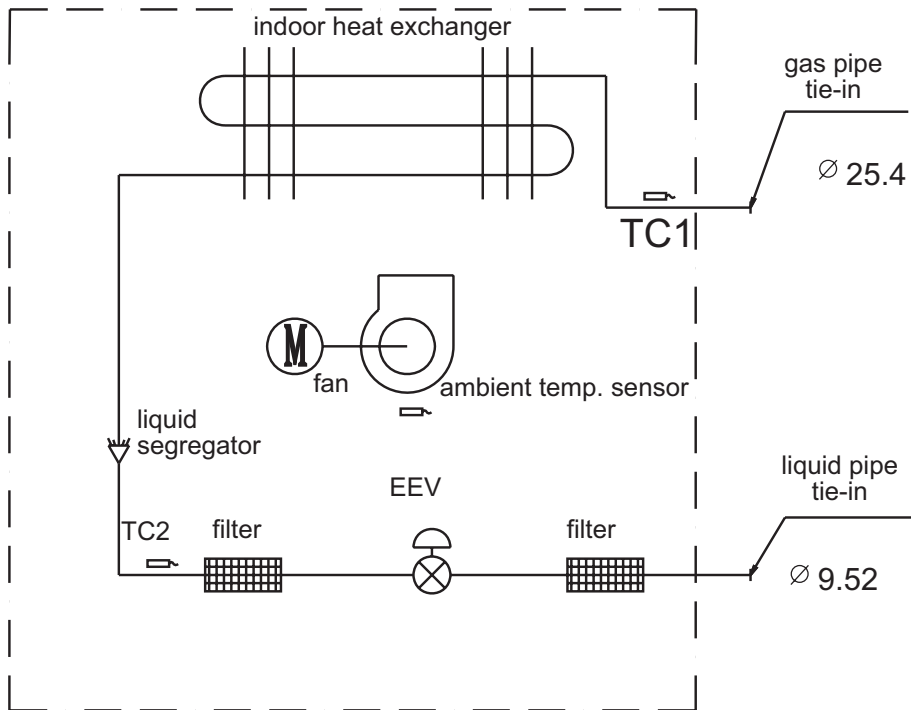 indoor heat exchanger
gas pipe
tie-in
∅ 25.4
TC1
M
fan
ambient temp. sensor
liquid
segregator
EEV
liquid pipe
tie-in
TC2
filter
filter
∅ 9.52